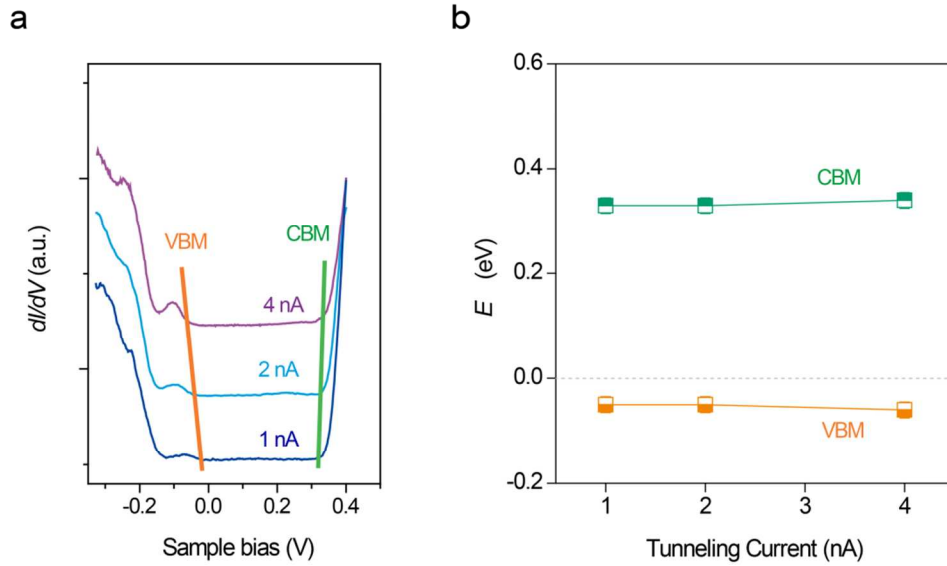 a
dI/dV (a.u.)
VBM
CBM
4 nA
2 nA
1 nA
-0.2
0.0
0.2
0.4
Sample bias (V)
b
0.6
0.4
0.2
0.0
-0.2
E (eV)
CBM
VBM
1
2
3
4
Tunneling Current (nA)